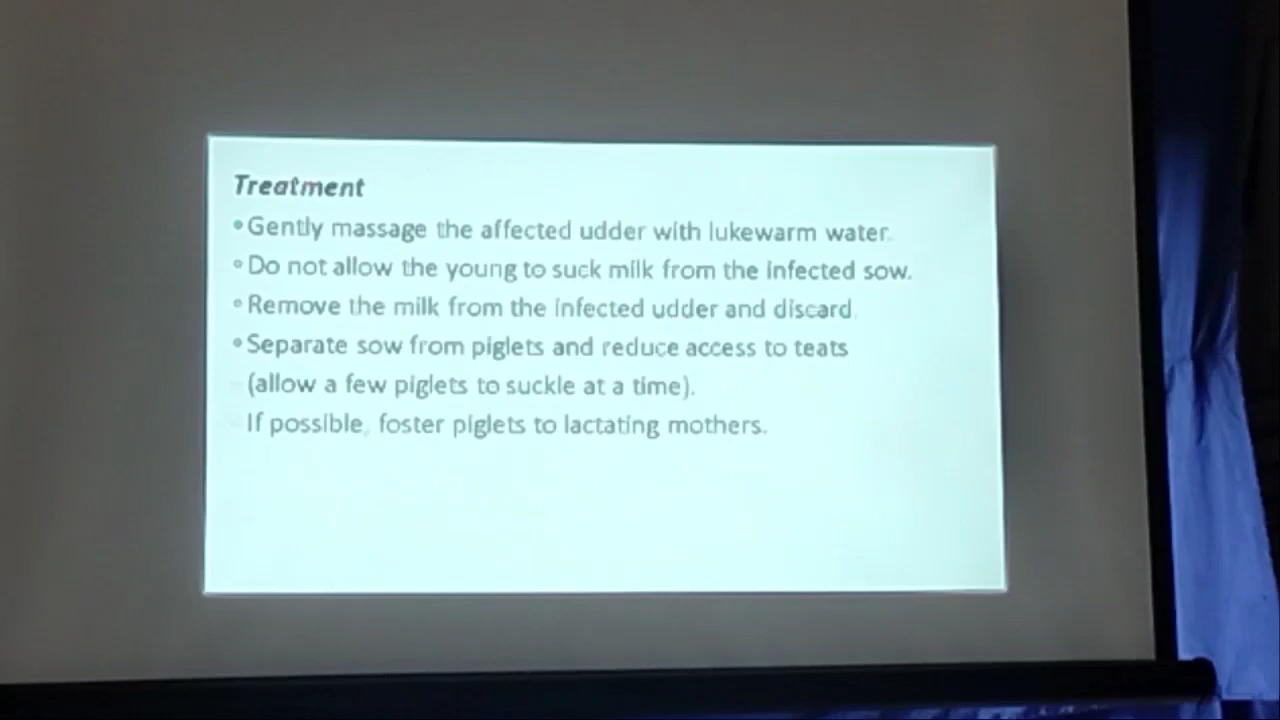 Treatment
•Gently massage the affected udder with lukewarm water.
•Do not allow the young to suck milk from the infected sow.
•Remove the milk from the infected udder and discard.
•Separate sow from piglets and reduce access to teats
(allow a few piglets to suckle at a time).
If possible, foster piglets to lactating mothers.